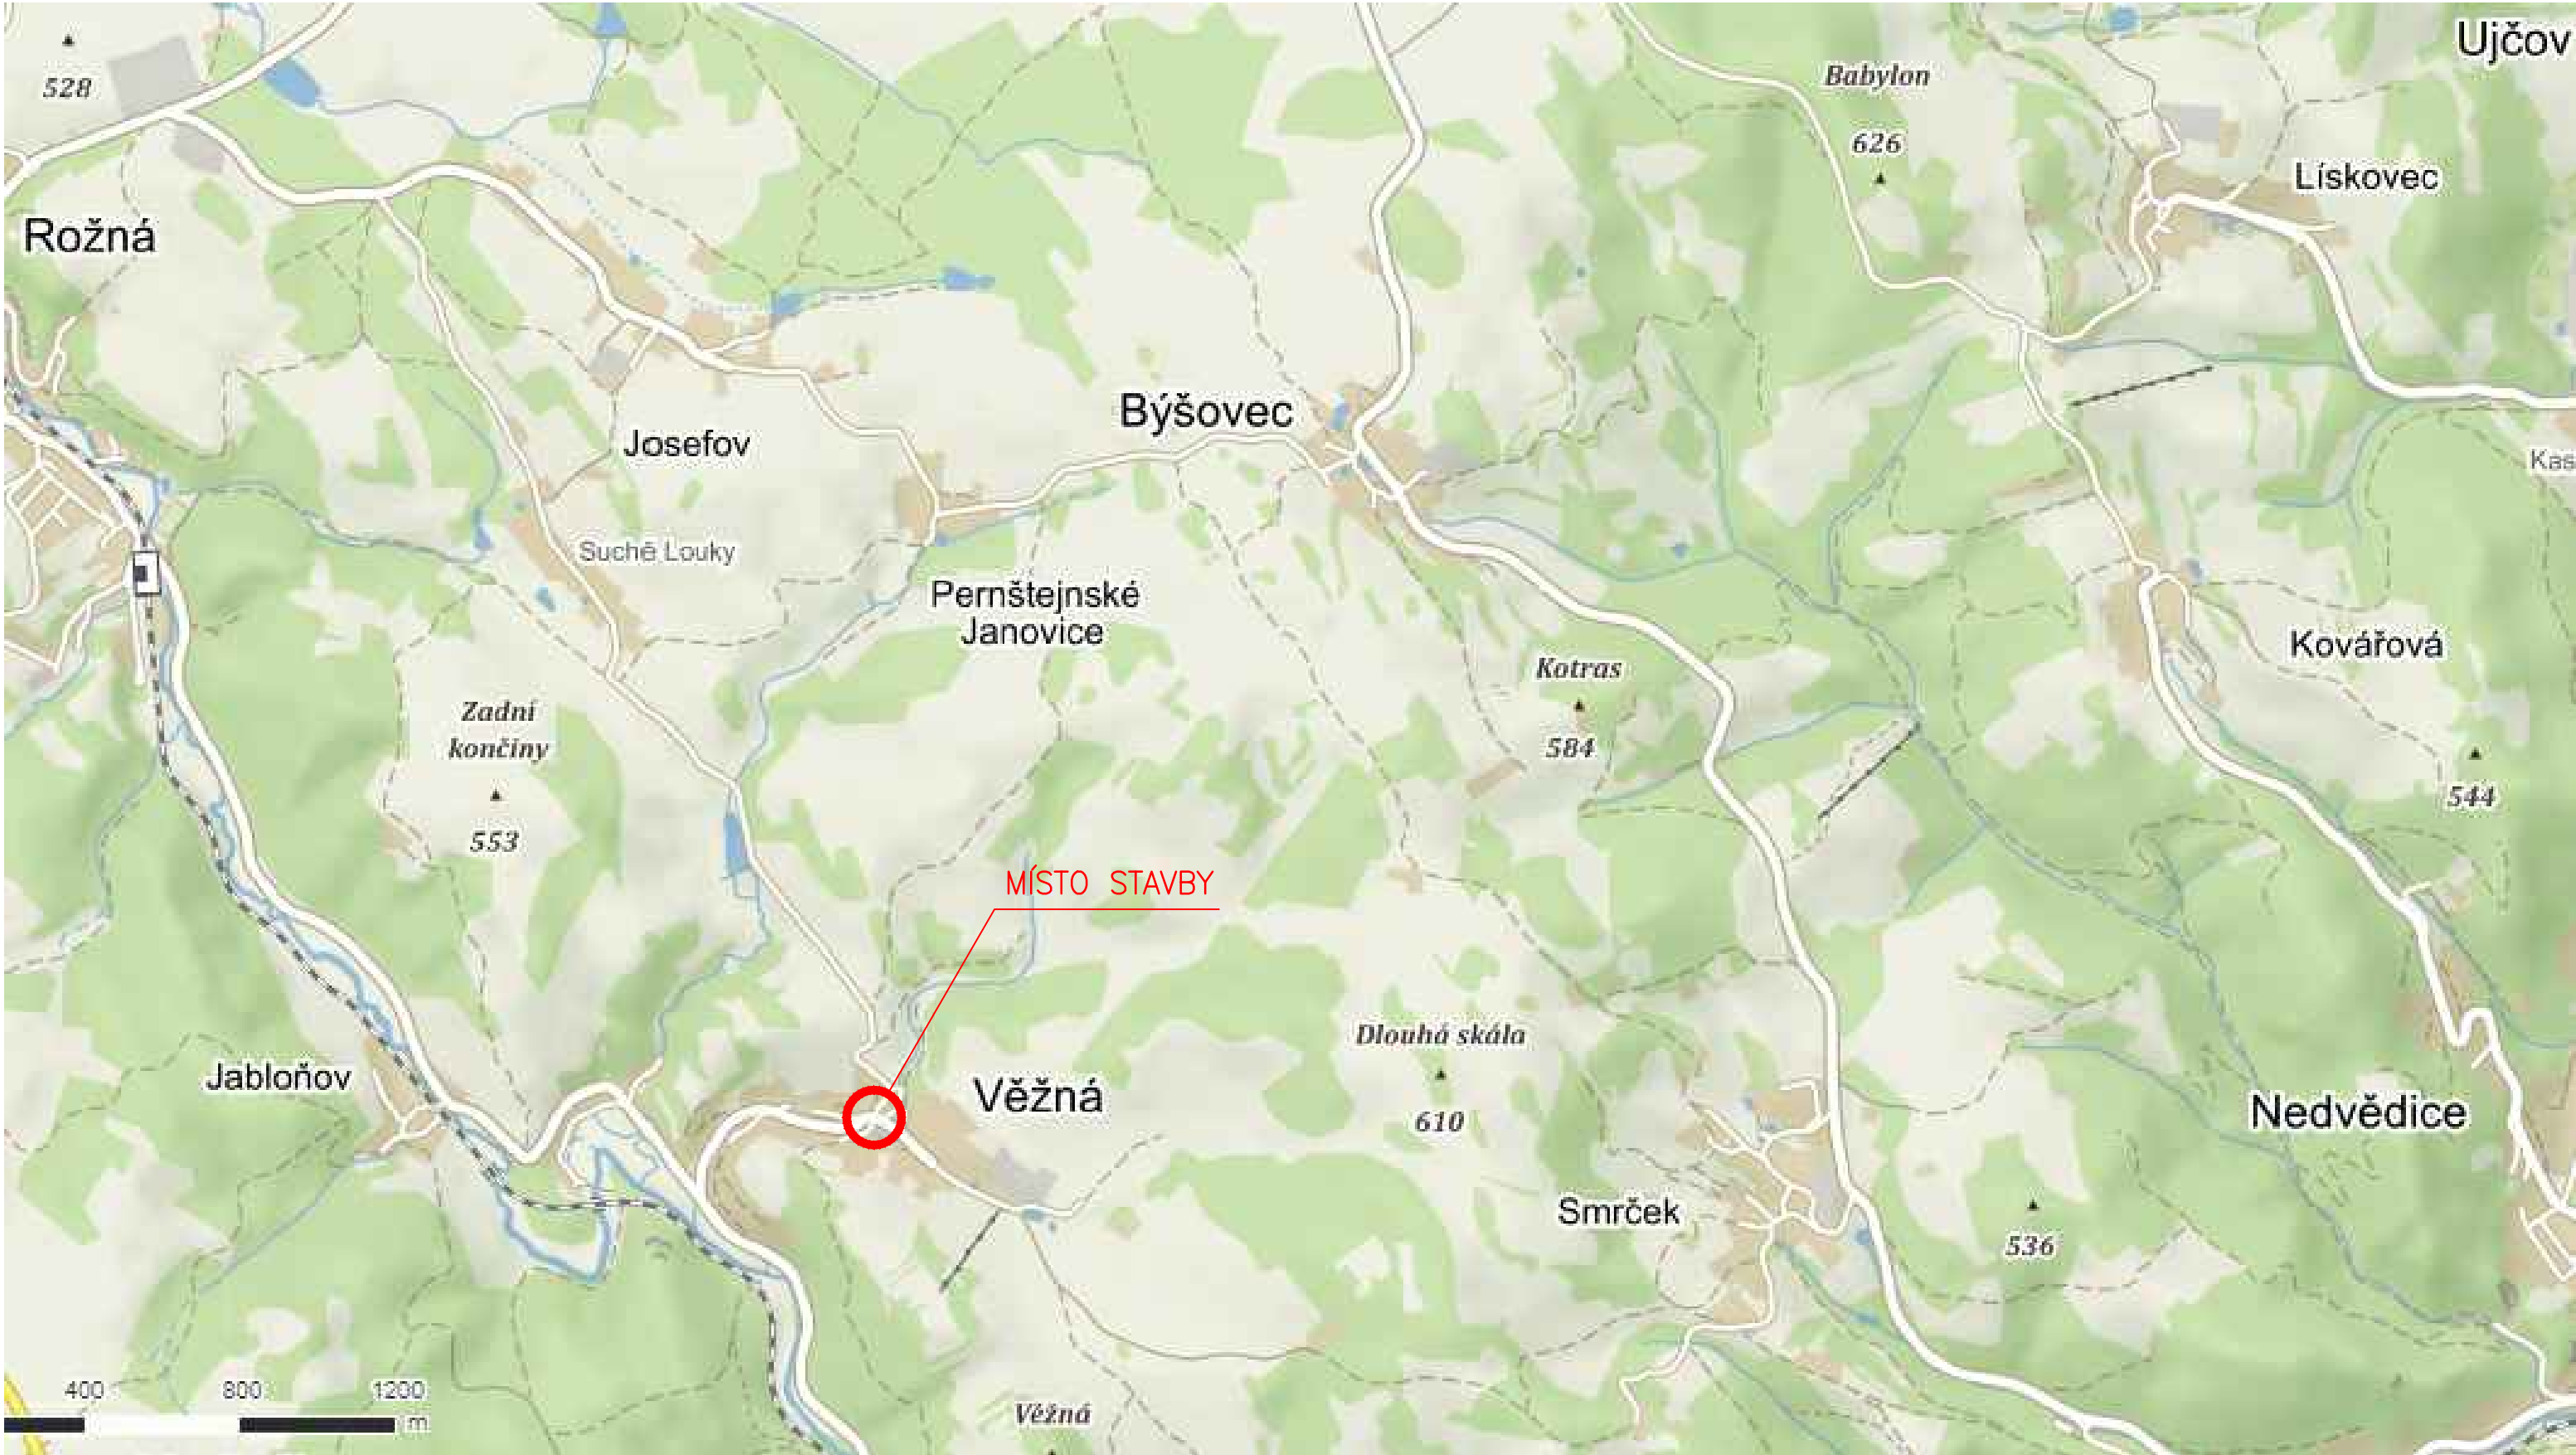 Ujčov
528
Babylon
626
Lískovec
Rožná
Býšovec
Josefov
Kas
Suché Louky
Pernštejnské
Janovice
Kovářová
Kotras
584
Zadní
končiny
553
544
MÍSTO STAVBY
Dlouhá skála
610
Jabloňov
Věžná
Nedvědice
Smrček
536
400
800
1200
m
Věžná